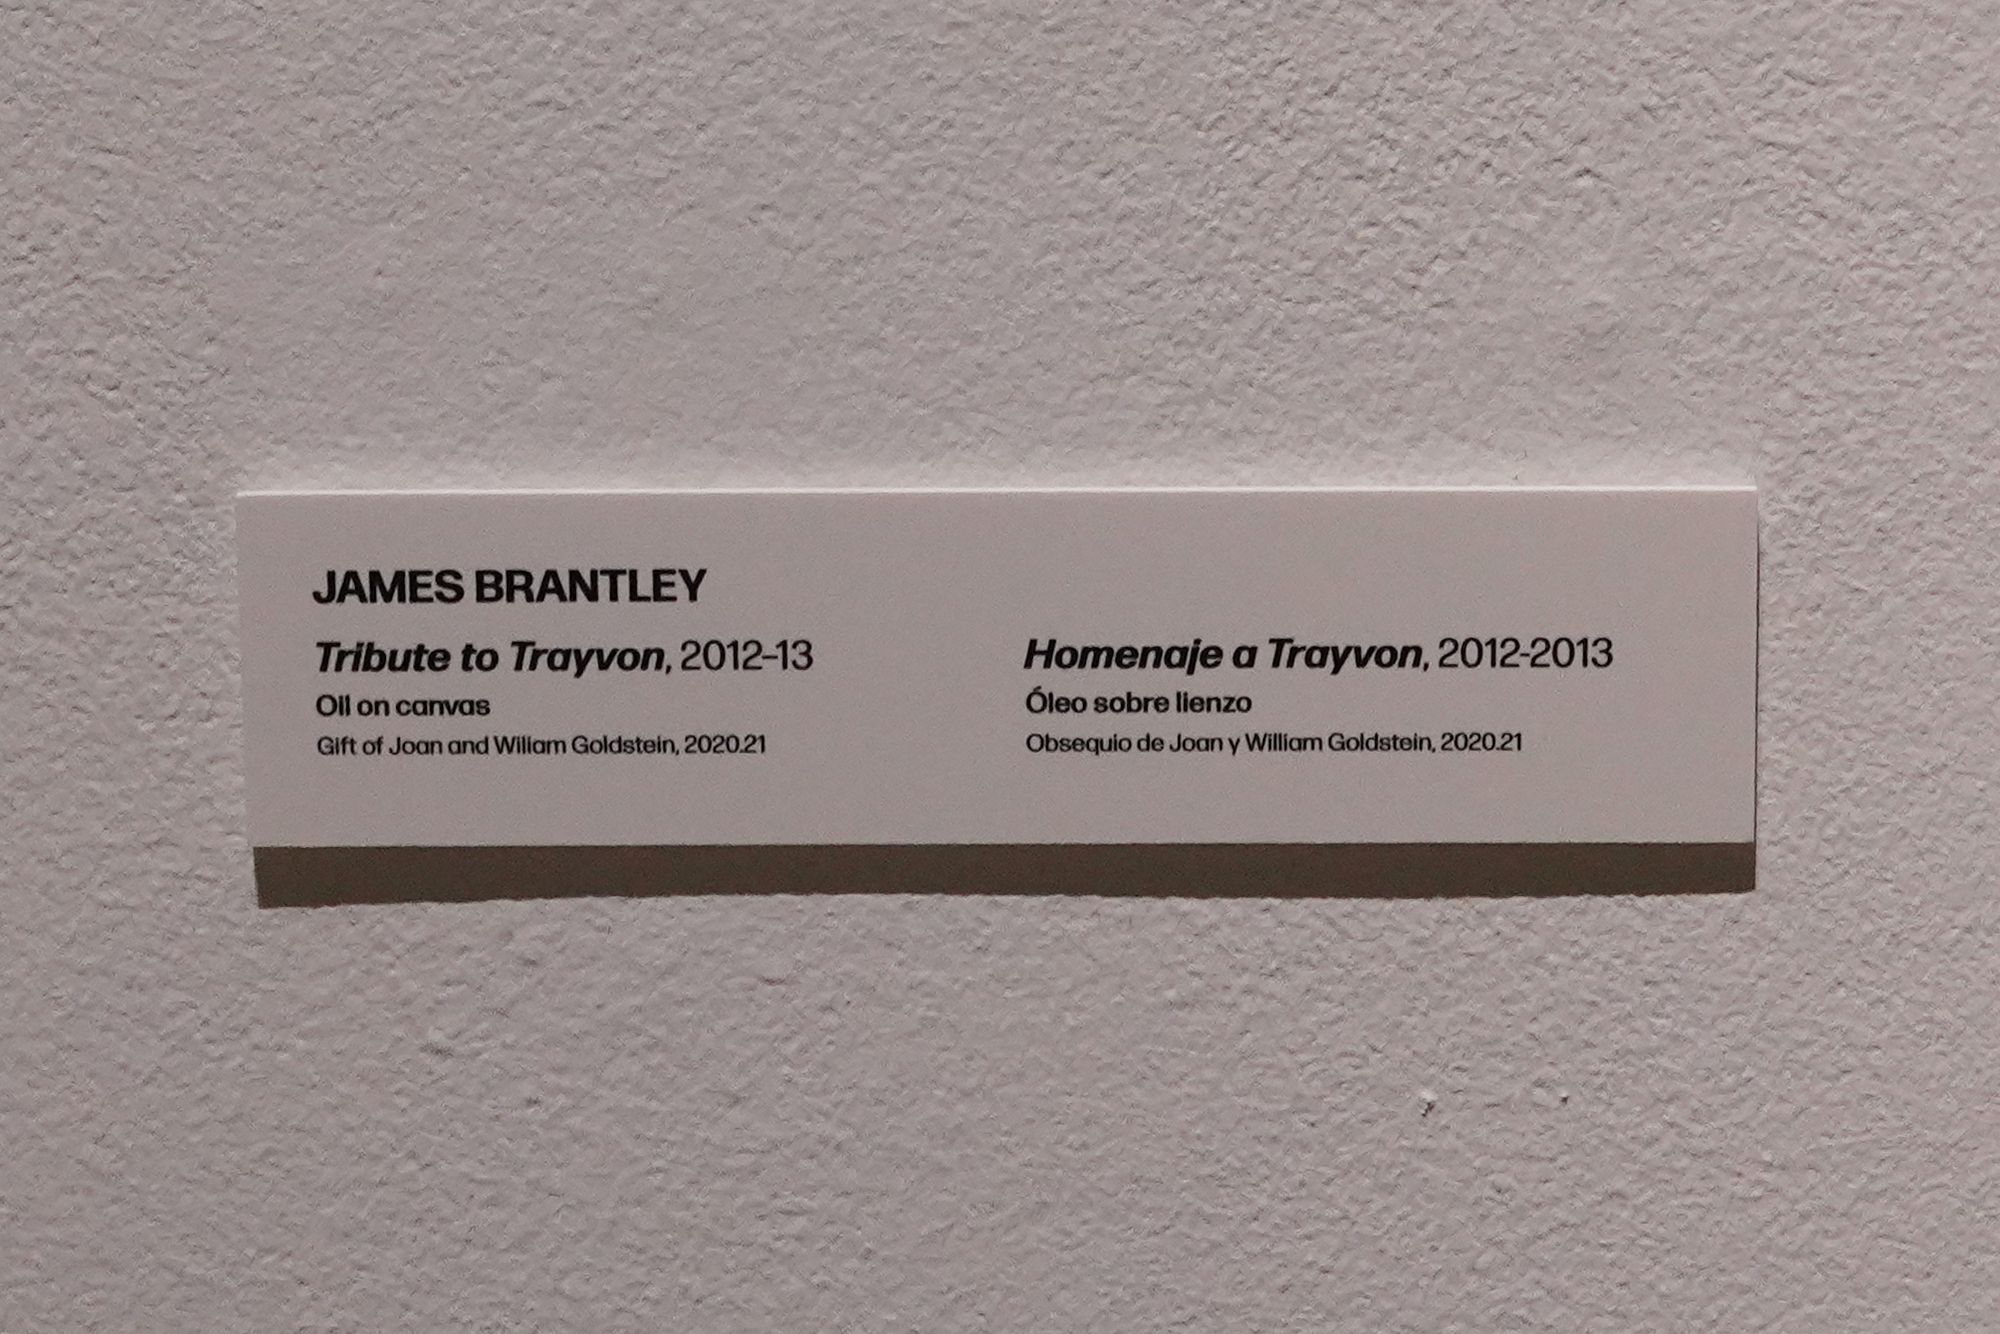 JAMES BRANTLEY
Tribute to Trayvon, 2012–13
Oil on canvas
Gift of Joan and Wiliam Goldstein, 2020.21
Homenaje a Trayvon, 2012-2013
Óleo sobre lienzo
Obsequio de Joan y William Goldstein, 2020.21